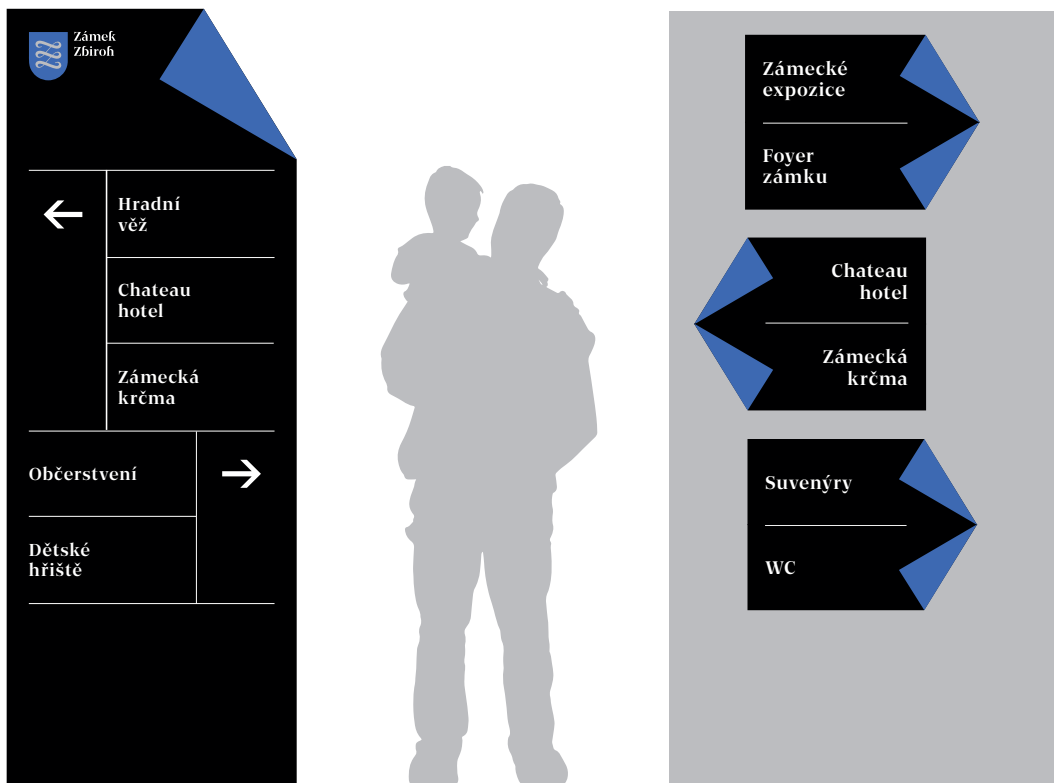 Zámek
Zbiroh
Hradní
věž
Chateau
hotel
Zámecká
krčma
Občerstvení
Dětské
hřiště
Zámecké
expozice
Foyer
zámku
Chateau
hotel
Zámecká
krčma
Suvenýry
WC